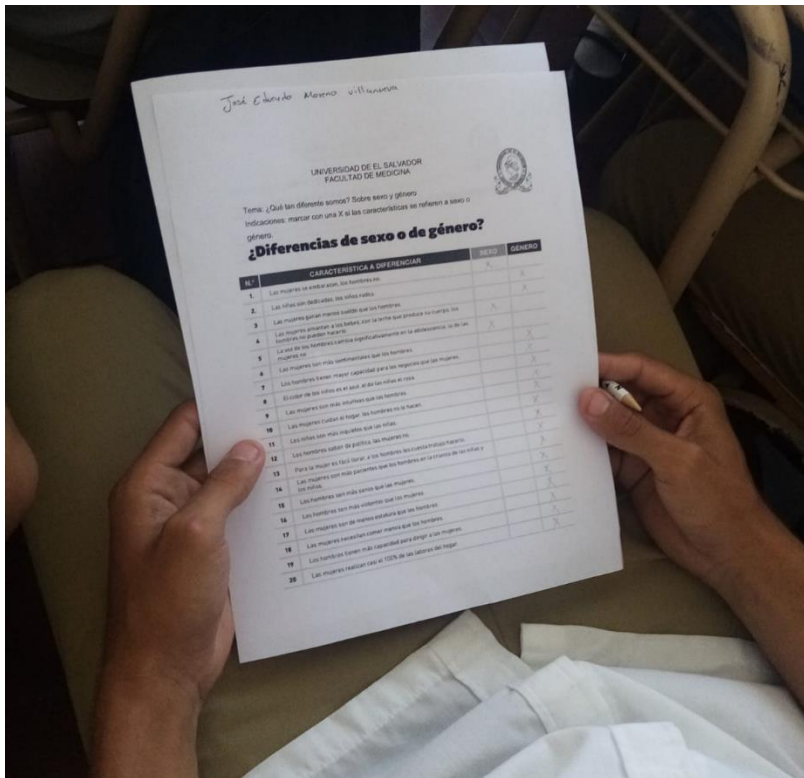 José Eduardo Moreno Villanueva
UNIVERSIDAD DE EL SALVADOR
FACULTAD DE MEDICINA
Tema: ¿Qué tan diferente somos? Sobre sexo y género
Indicaciones: marcar con una X si las características se refieren a sexo o
género.
¿Diferencias de sexo o de género?
N.° CARACTERÍSTICA A DIFERENCIAR SEXO GÉNERO
1. Las mujeres se embarazan, los hombres no. X
2. Las niñas son dedicadas, los niños rudos. X
3 Las mujeres ganan menos sueldo que los hombres. X
4 Las mujeres amantan a los bebés, con la leche que produce su cuerpo, los
hombres no pueden hacerlo. X
5 La voz de los hombres cambia significativamente en la adolescencia, la de las
mujeres no. X
6 Las mujeres son más sentimentales que los hombres. X
7 Los hombres tienen mayor capacidad para los negocios que las mujeres. X
8 El color de los niños es el azul, el de las niñas el rosa. X
9 Las mujeres son más intuitivas que los hombres. X
10 Las mujeres cuidan el hogar, los hombres no lo hacen. X
11 Los niños son más inquietos que las niñas. X
12 Los hombres saben de política, las mujeres no. X
13 Para la mujer es fácil llorar, a los hombres les cuesta trabajo hacerlo. X
14 Las mujeres son más pacientes que los hombres en la crianza de las niñas y
los niños. X
15 Los hombres son más sanos que las mujeres. X
16 Los hombres son más violentos que las mujeres. X
17 Las mujeres son de menos estatura que los hombres. X
18 Las mujeres necesitan comer menos que los hombres. X
19 Los hombres tienen más capacidad para dirigir a las mujeres. X
20 Las mujeres realizan casi el 100% de las labores del hogar. X